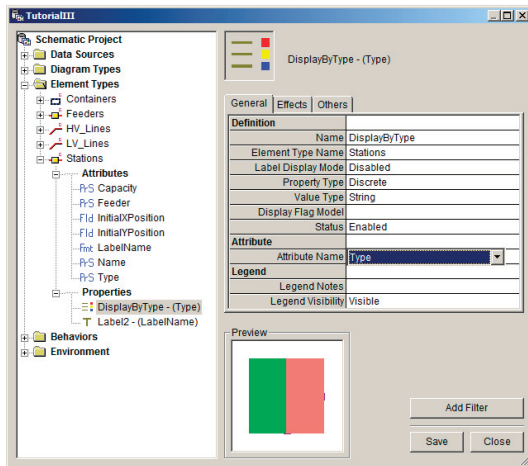 TutorialIII
Schematic Project
Data Sources
Diagram Types
Element Types
Containers
Feeders
HV_Lines
LV_Lines
Stations
Attributes
PrS Capacity
PrS Feeder
Fld InitialXPosition
Fld InitialYPosition
Fmt LabelName
PrS Name
PrS Type
Properties
DisplayByType - (Type)
T Label2 - (LabelName)
Behaviors
Environment
DisplayByType - (Type)
General Effects Others
Definition
Name DisplayByType
Element Type Name Stations
Label Display Mode Disabled
Property Type Discrete
Value Type String
Display Flag Model
Status Enabled
Attribute
Attribute Name Type
Legend
Legend Notes
Legend Visibility Visible
Preview
Add Filter
Save Close